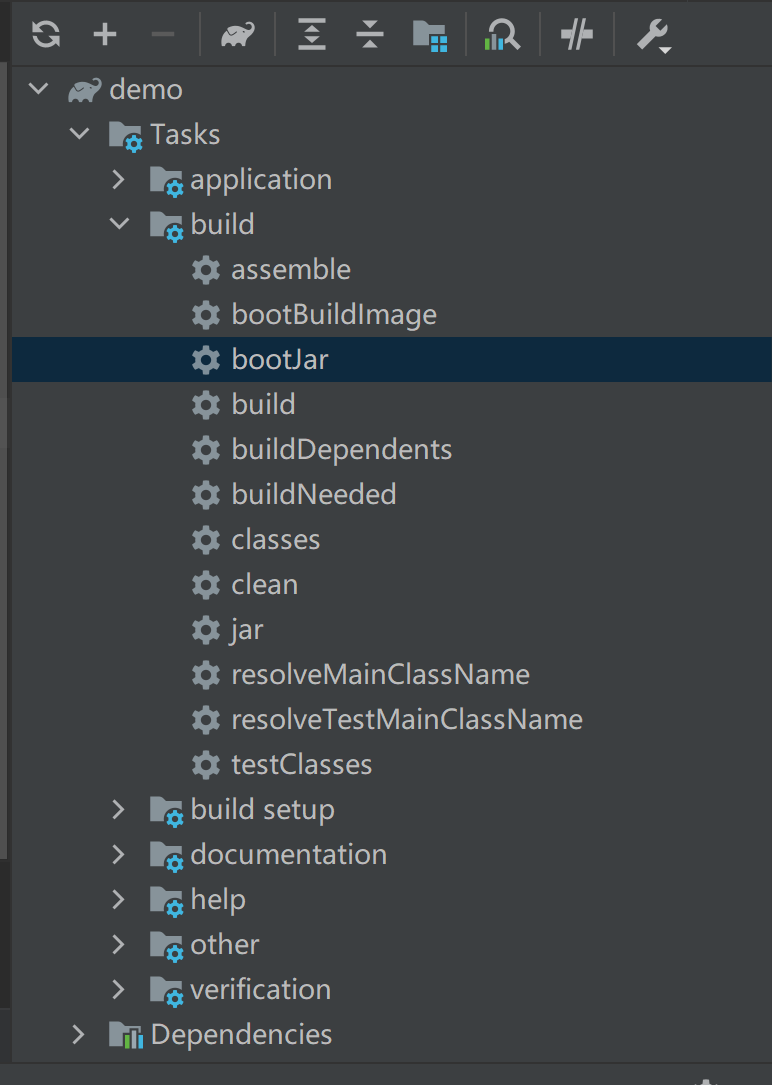 demo
Tasks
application
build
assemble
bootBuildImage
bootJar
build
buildDependents
buildNeeded
classes
clean
jar
resolveMainClassName
resolveTestMainClassName
testClasses
build setup
documentation
help
other
verification
Dependencies